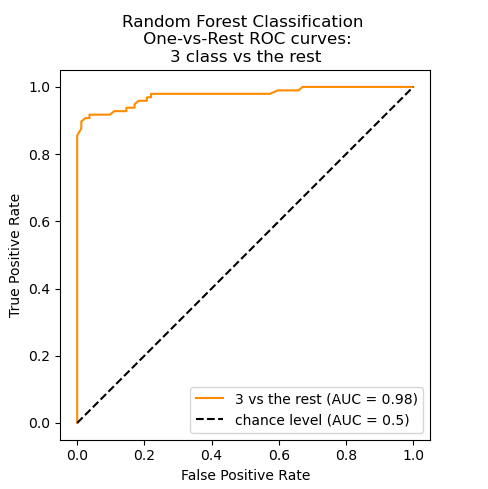 Random Forest Classification
One-vs-Rest ROC curves:
3 class vs the rest
True Positive Rate
1.0
0.8
0.6
0.4
0.2
0.0
3 vs the rest (AUC = 0.98)
chance level (AUC = 0.5)
0.0 0.2 0.4 0.6 0.8 1.0
False Positive Rate